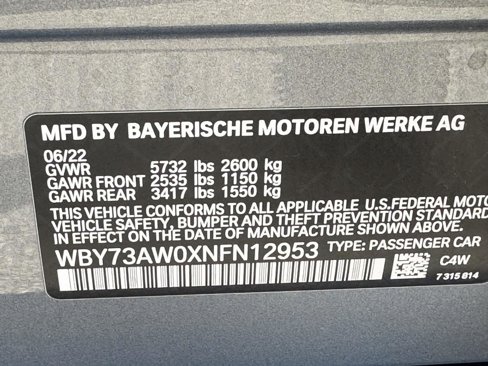 MFD BY BAYERISCHE MOTOREN WERKE AG
06/22
GVWR 5732 lbs 2600 kg
GAWR FRONT 2535 lbs 1150 kg
GAWR REAR 3417 lbs 1550 kg
THIS VEHICLE CONFORMS TO ALL APPLICABLE U.S.FEDERAL MOTO
VEHICLE SAFETY, BUMPER AND THEFT PREVENTION STANDARDS
IN EFFECT ON THE DATE OF MANUFACTURE SHOWN ABOVE.
WBY73AW0XNFN12953 TYPE: PASSENGER CAR
C4W
7 315 814